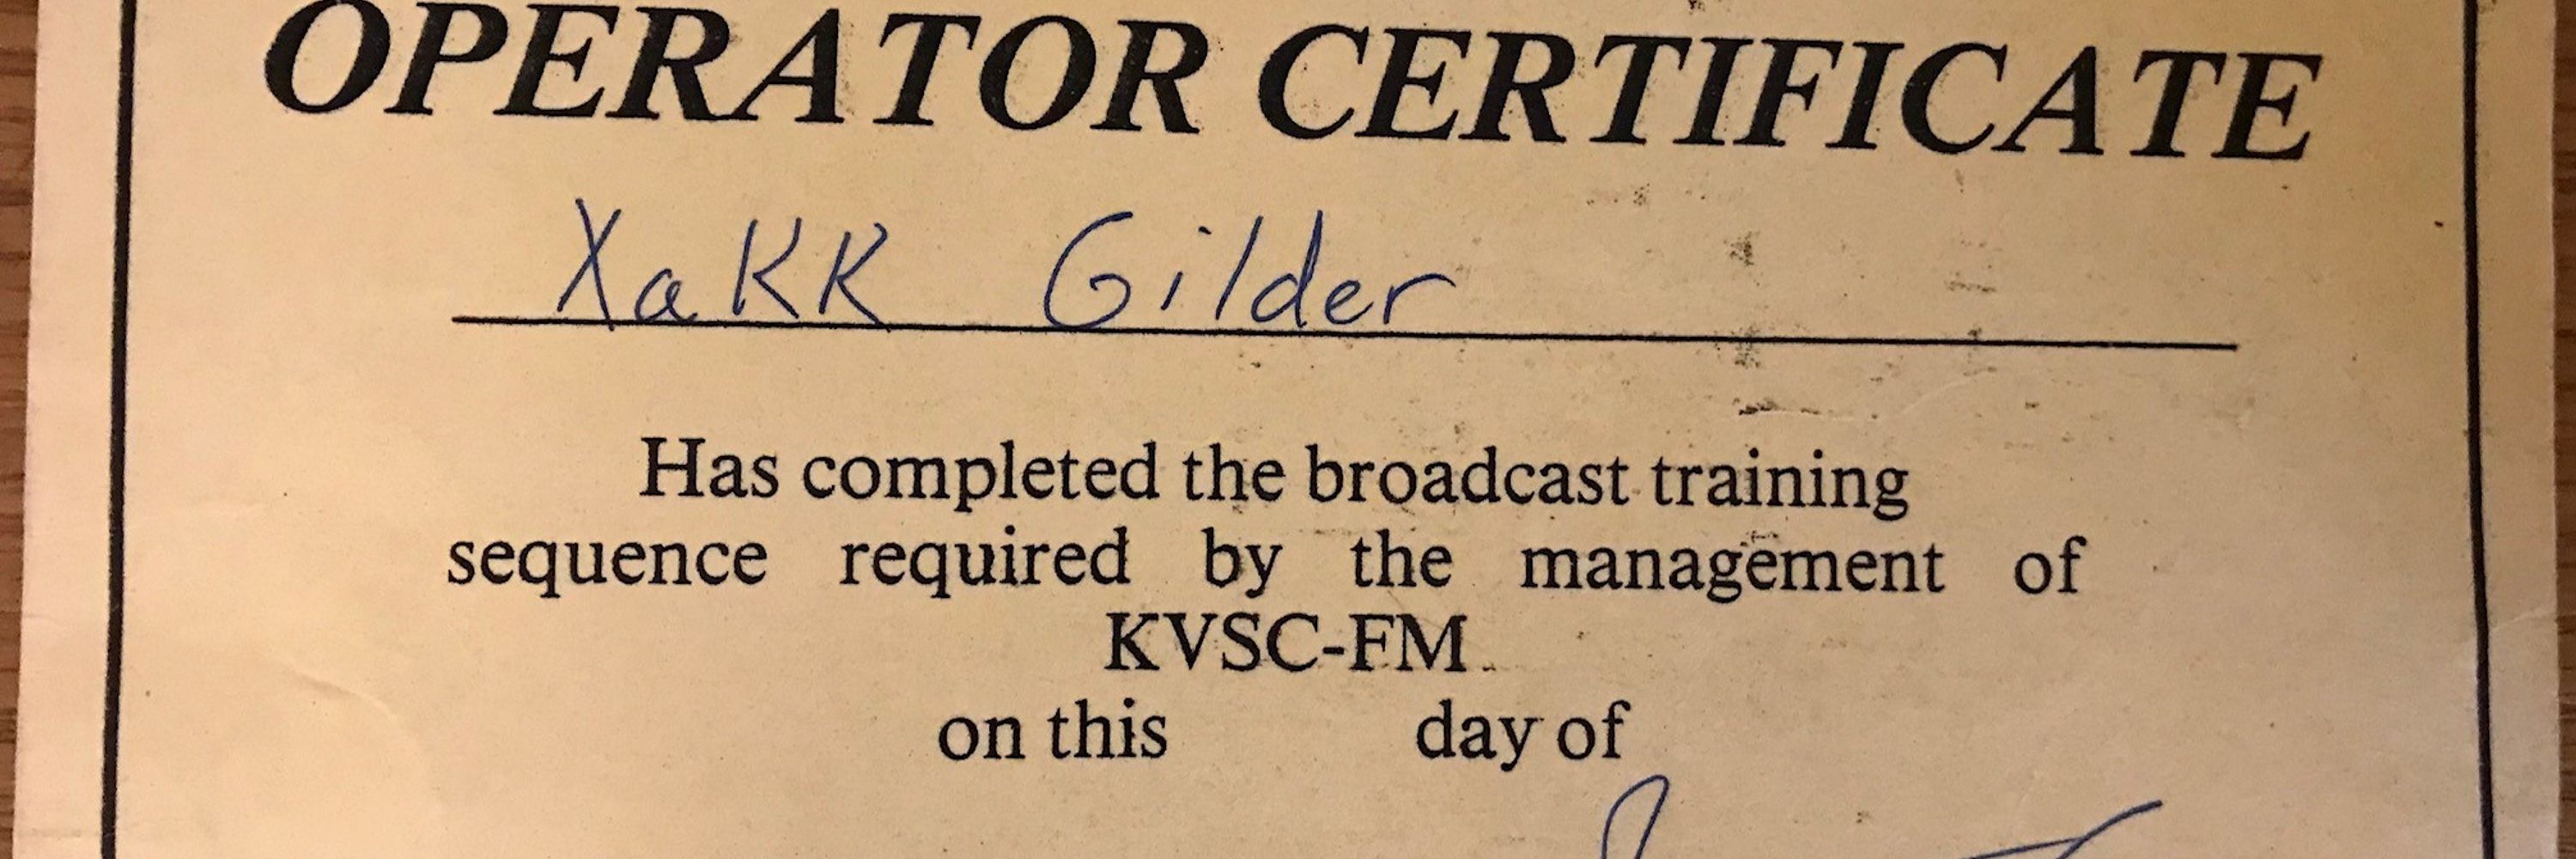 OPERATOR CERTIFICATE
XaKK Gilder
Has completed the broadcast training
sequence required by the management of
KVSC-FM
on this day of